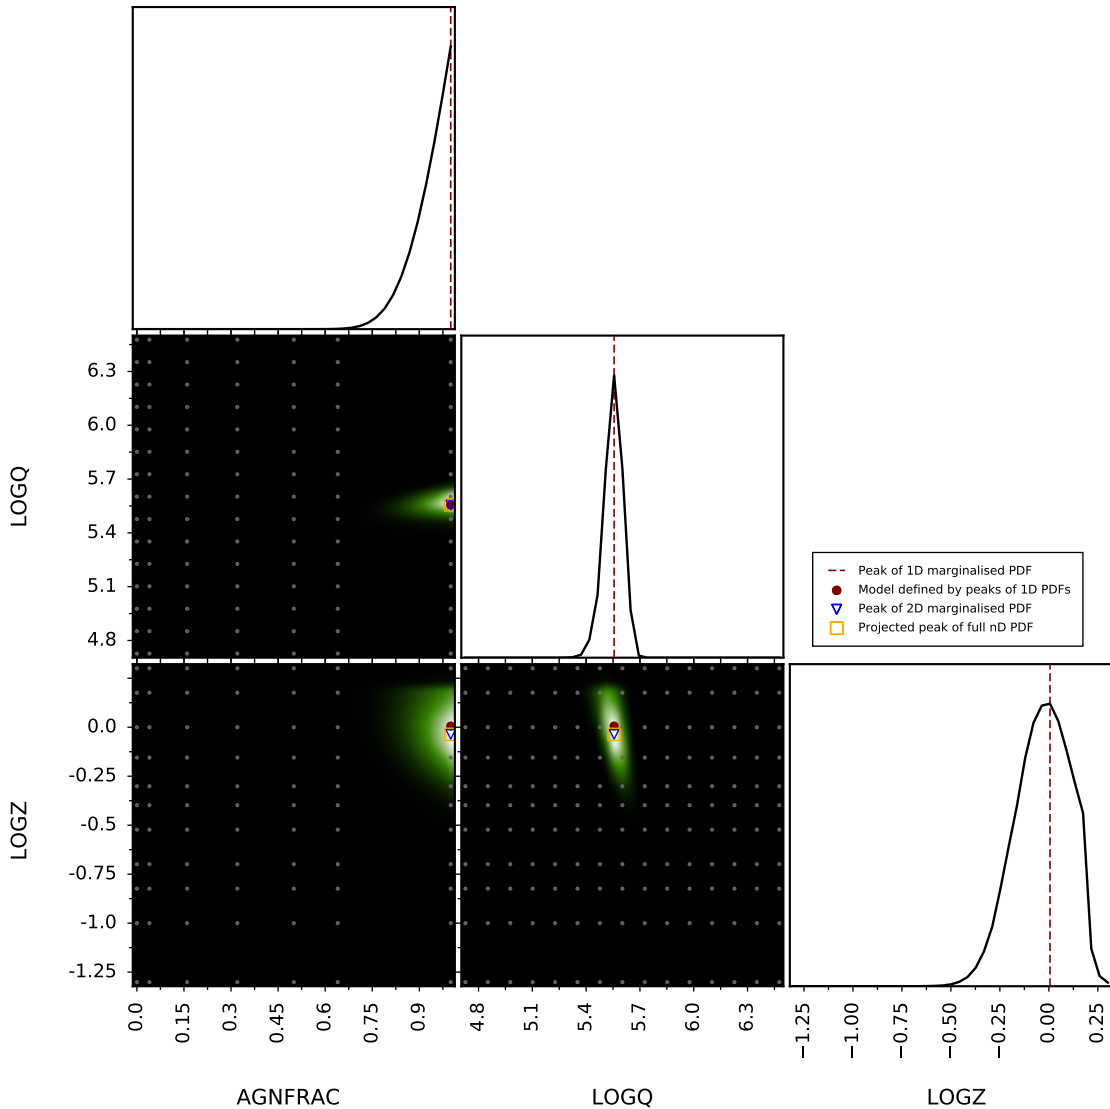 LOGQ
6.3
6.0
5.7
5.4
5.1
4.8
Peak of 1D marginalised PDF
Model defined by peaks of 1D PDFs
Peak of 2D marginalised PDF
Projected peak of full nD PDF
LOGZ
0.0
-0.25
-0.5
-0.75
-1.0
-1.25
0.0 0.15 0.3 0.45 0.6 0.75 0.9
4.8 5.1 5.4 5.7 6.0 6.3
−1.25 −1.00 −0.75 −0.50 −0.25 0.00 0.25
AGNFRAC LOGQ LOGZ